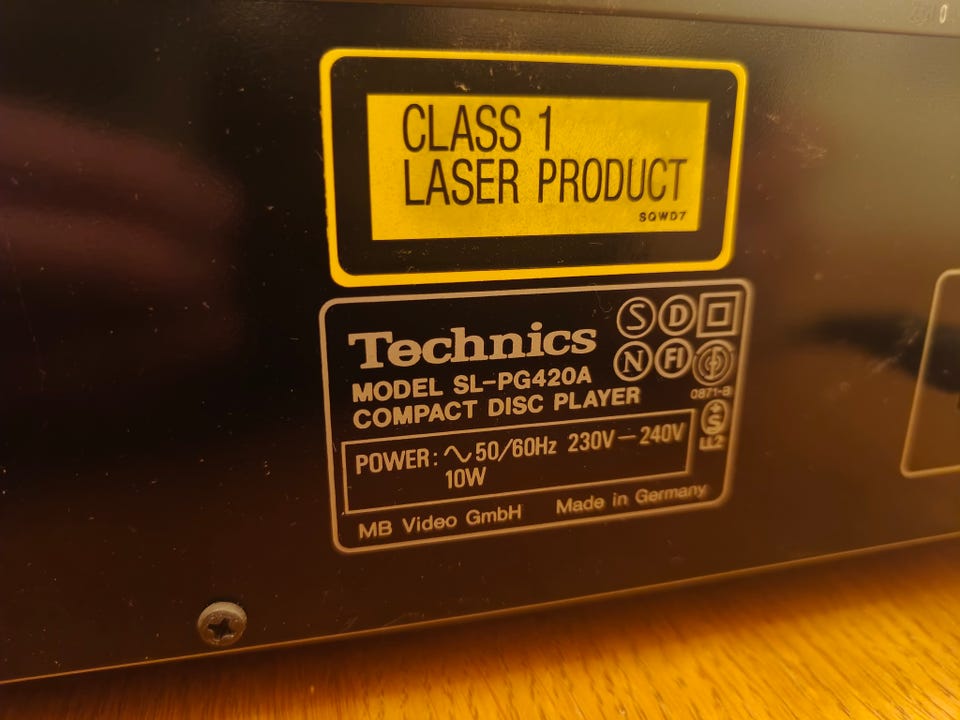 CLASS 1
LASER PRODUCT
SQWD7
Technics
S D
N FI
MODEL SL-PG420A
COMPACT DISC PLAYER
0871-B
+S
LL2
POWER: ∿ 50/60Hz 230V – 240V
10W
MB Video GmbH Made in Germany